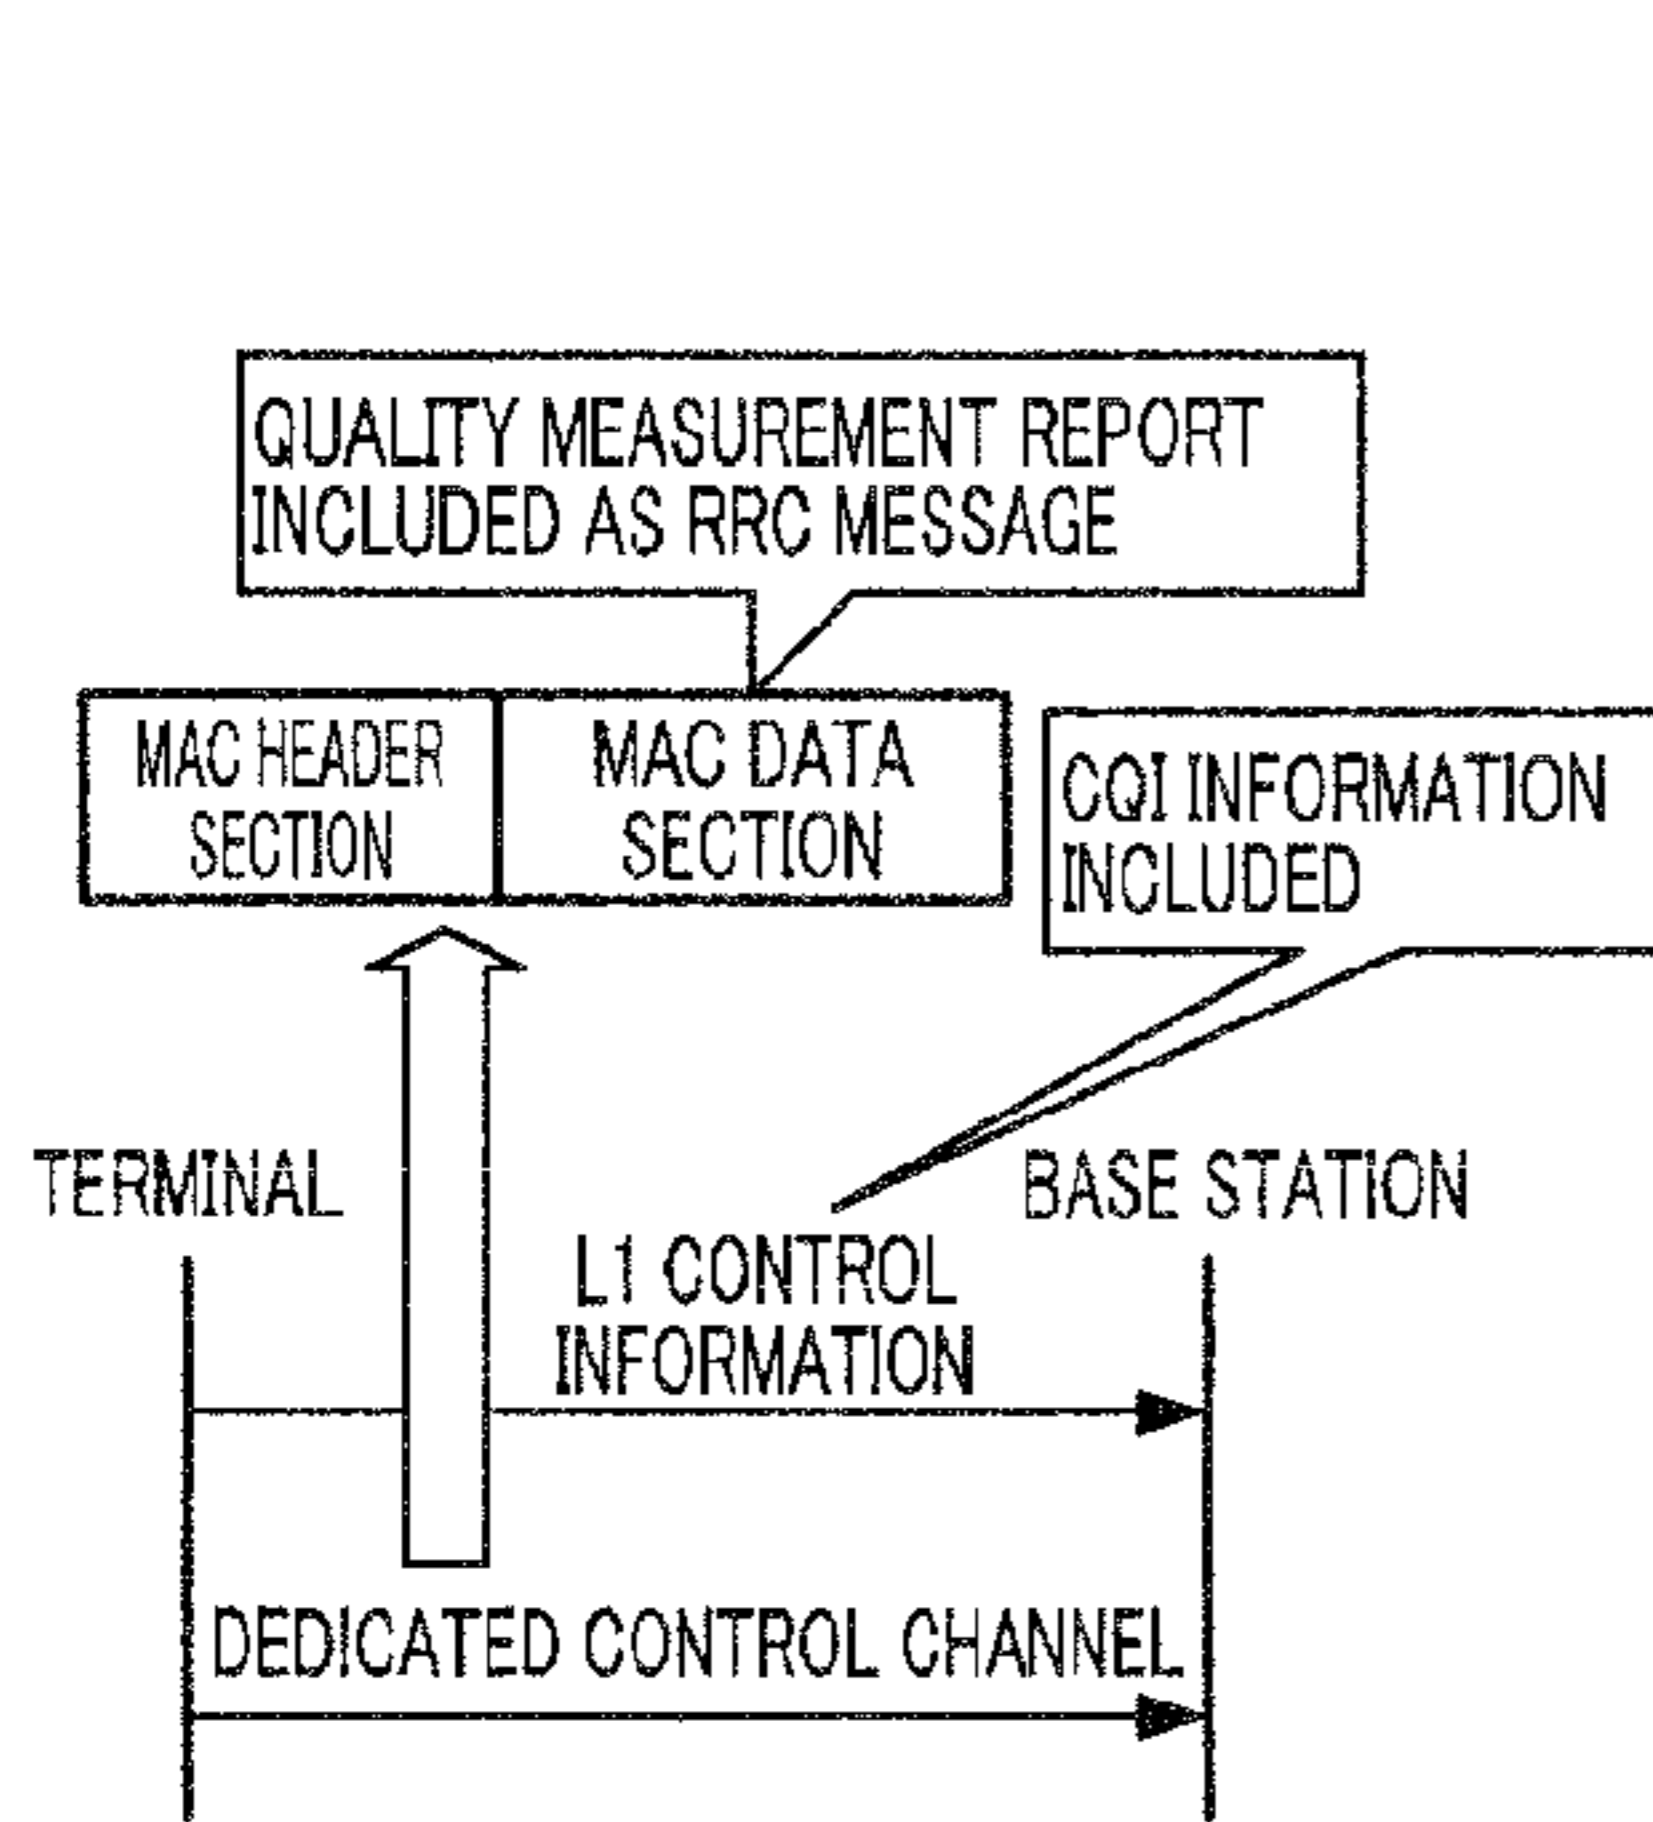 QUALITY MEASUREMENT REPORT
INCLUDED AS RRC MESSAGE
MAC HEADER
SECTION
MAC DATA
SECTION
CQI INFORMATION
INCLUDED
TERMINAL
BASE STATION
L1 CONTROL
INFORMATION
DEDICATED CONTROL CHANNEL